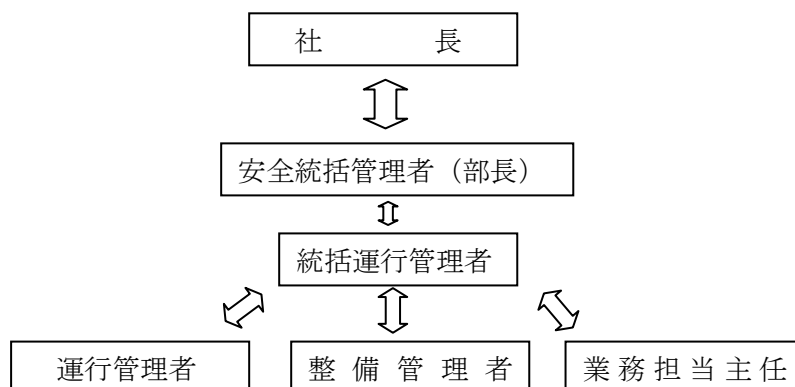 社　　　　長
安全統括管理者（部長）
統括運行管理者
運行管理者
整 備 管 理 者
業 務 担 当 主 任